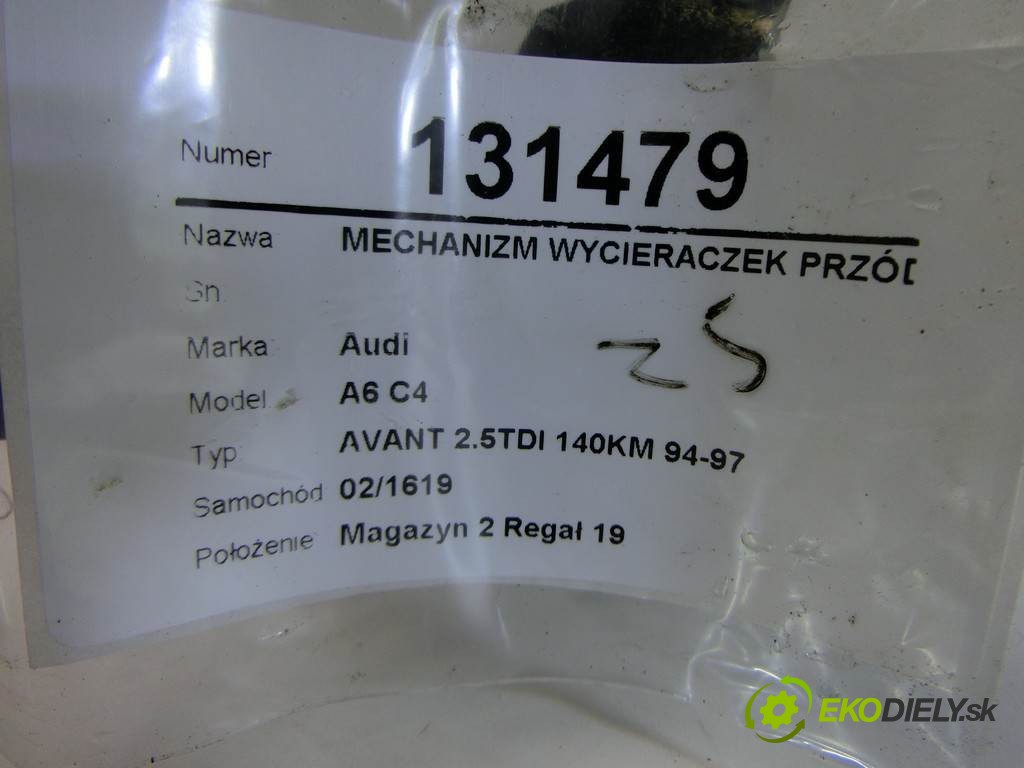 Numer 131479
Nazwa MECHANIZM WYCIERACZEK PRZÓD
Sn
Marka Audi
Model A6 C4
Typ AVANT 2.5TDI 140KM 94-97
Samochód 02/1619
Położenie Magazyn 2 Regał 19
EKODIELY.sk